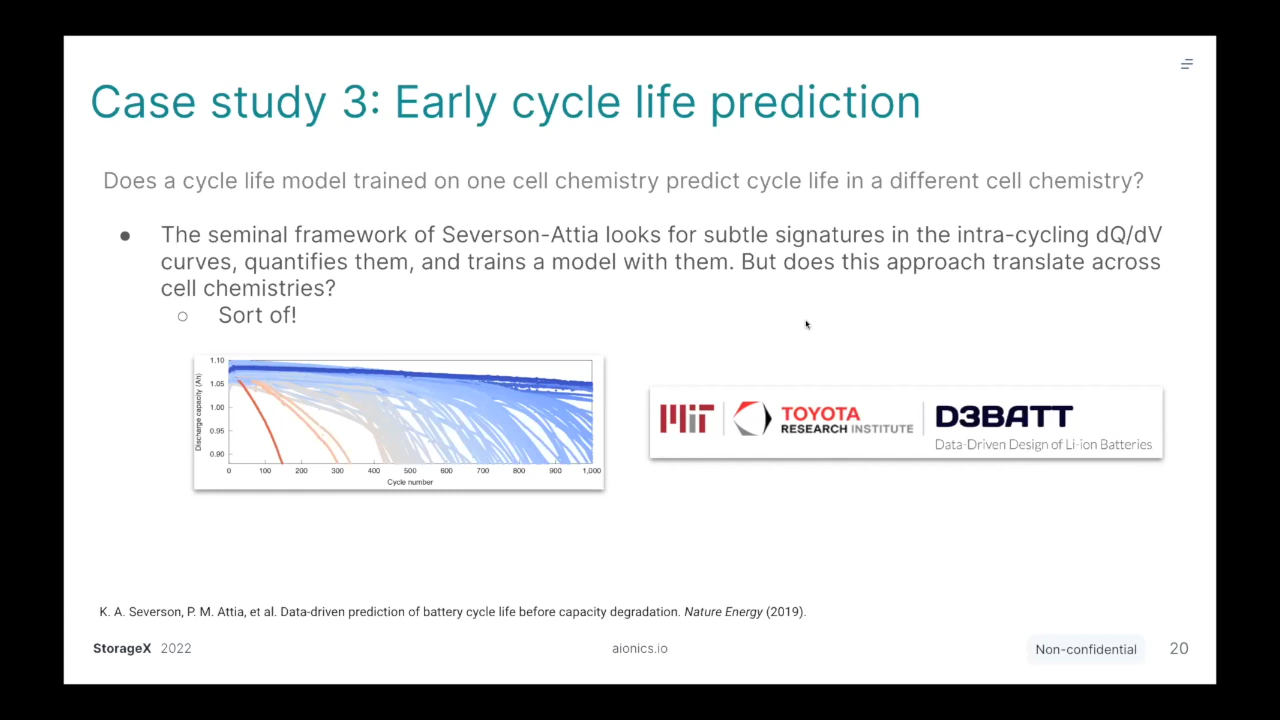 Case study 3: Early cycle life prediction
Does a cycle life model trained on one cell chemistry predict cycle life in a different cell chemistry?
● The seminal framework of Severson-Attia looks for subtle signatures in the intra-cycling dQ/dV
curves, quantifies them, and trains a model with them. But does this approach translate across
cell chemistries?
○ Sort of!
Discharge capacity (An)
1.10
1.05
1.00
0.95
0.90
0 100 200 300 400 500 600 700 800 900 1,000
Cycle number
MIT
TOYOTA
RESEARCH INSTITUTE
D3BATT
Data-Driven Design of Li-ion Batteries
K. A. Severson, P. M. Attia, et al. Data-driven prediction of battery cycle life before capacity degradation. Nature Energy (2019).
StorageX 2022
aionics.io
Non-confidential
20